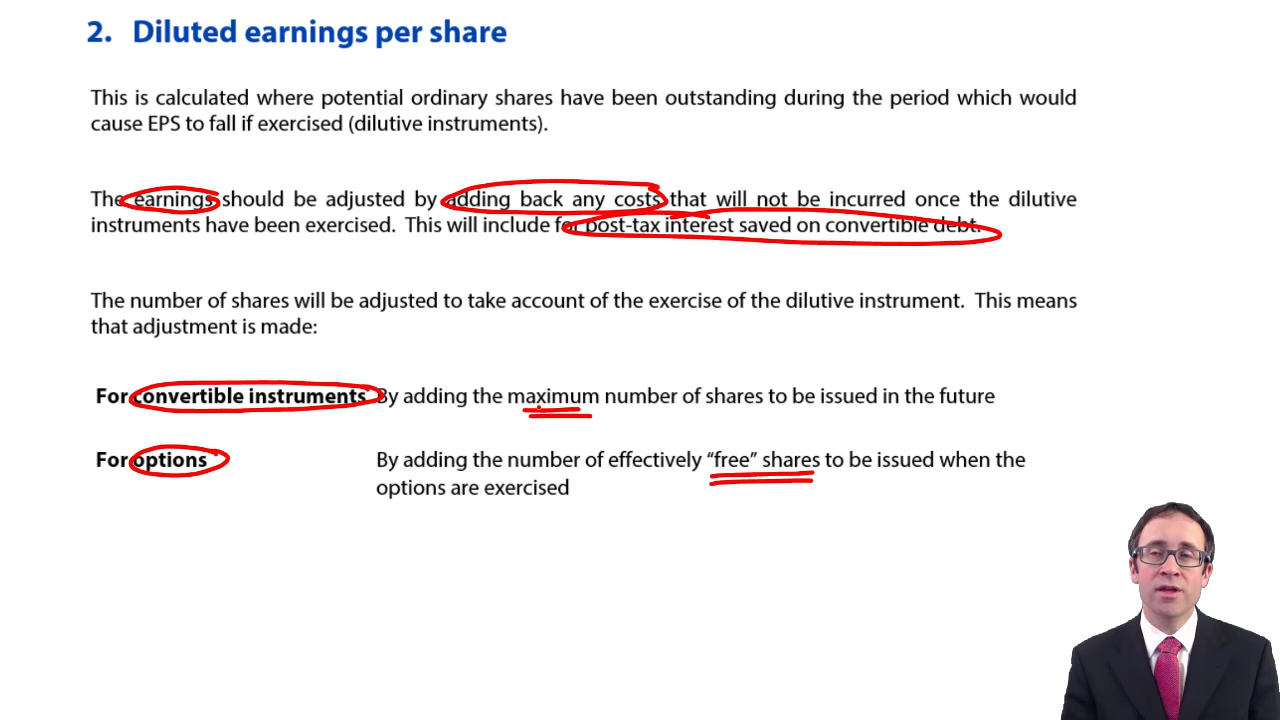 2. Diluted earnings per share
This is calculated where potential ordinary shares have been outstanding during the period which would
cause EPS to fall if exercised (dilutive instruments).
The earnings should be adjusted by adding back any costs that will not be incurred once the dilutive
instruments have been exercised. This will include for post-tax interest saved on convertible debt.
The number of shares will be adjusted to take account of the exercise of the dilutive instrument. This means
that adjustment is made:
For convertible instruments By adding the maximum number of shares to be issued in the future
For options By adding the number of effectively “free” shares to be issued when the
options are exercised